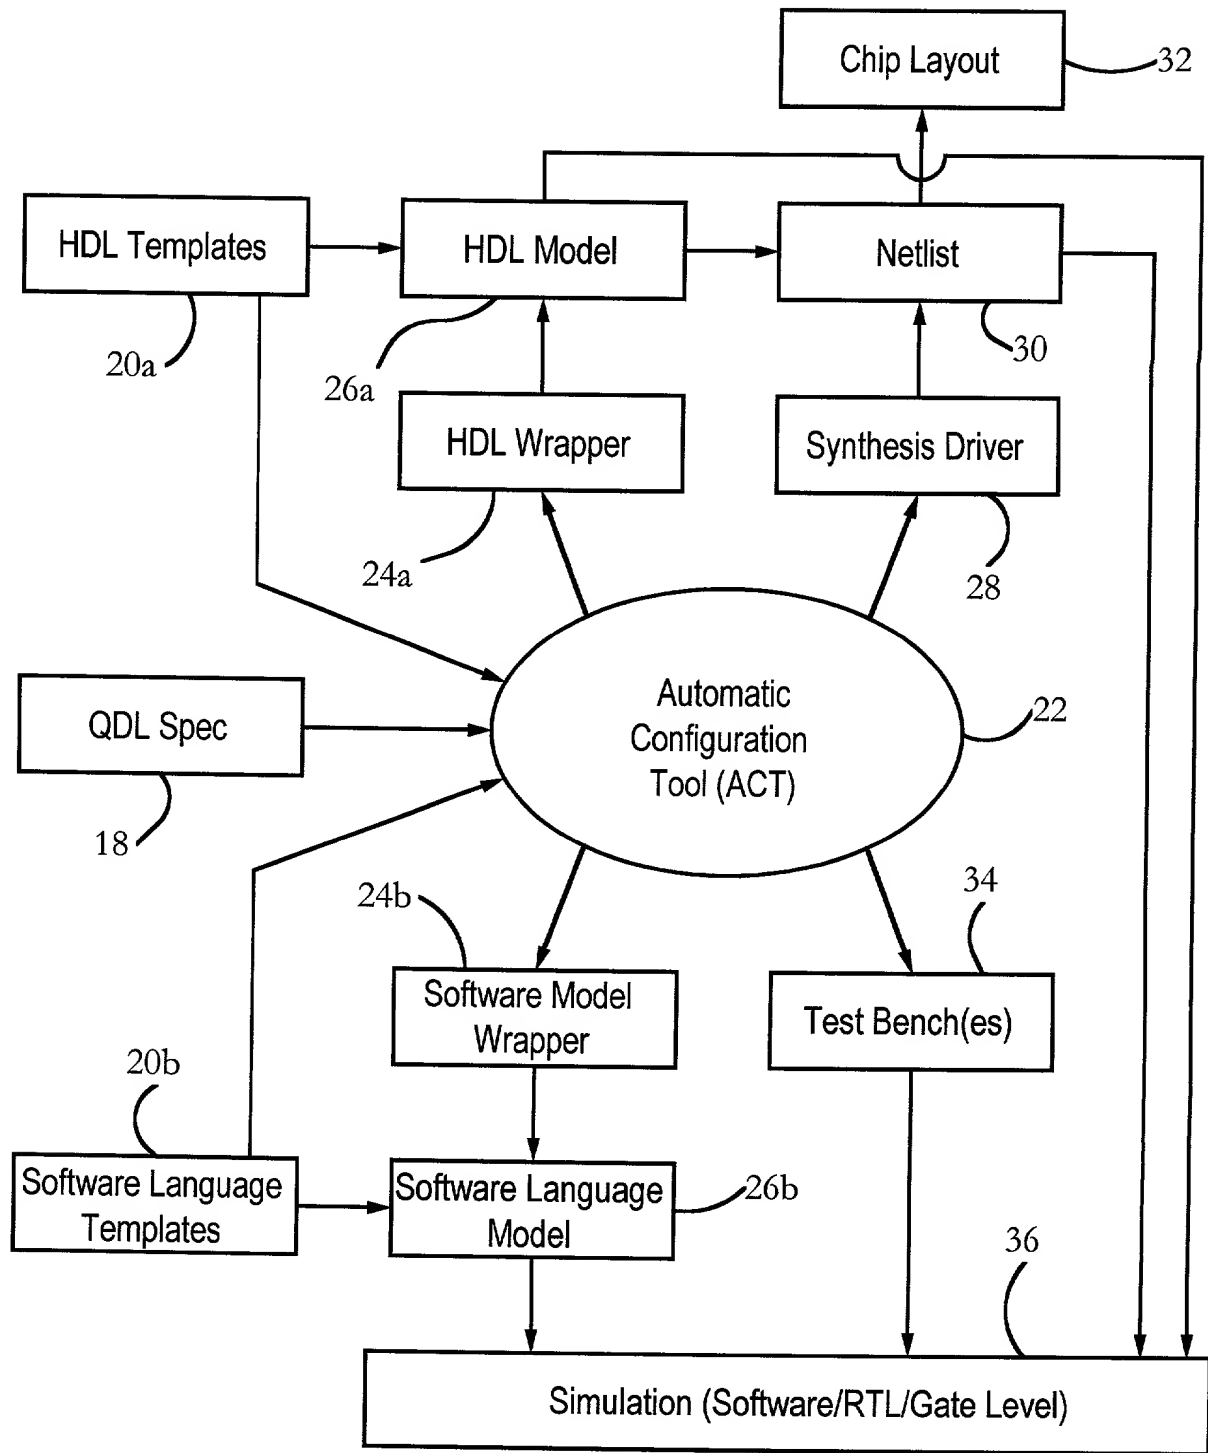 Chip Layout
32
HDL Templates
HDL Model
Netlist
20a
26a
30
HDL Wrapper
Synthesis Driver
24a
28
Automatic
Configuration
Tool (ACT)
22
QDL Spec
18
24b
34
Software Model
Wrapper
Test Bench(es)
20b
Software Language
Templates
Software Language
Model
26b
36
Simulation (Software/RTL/Gate Level)